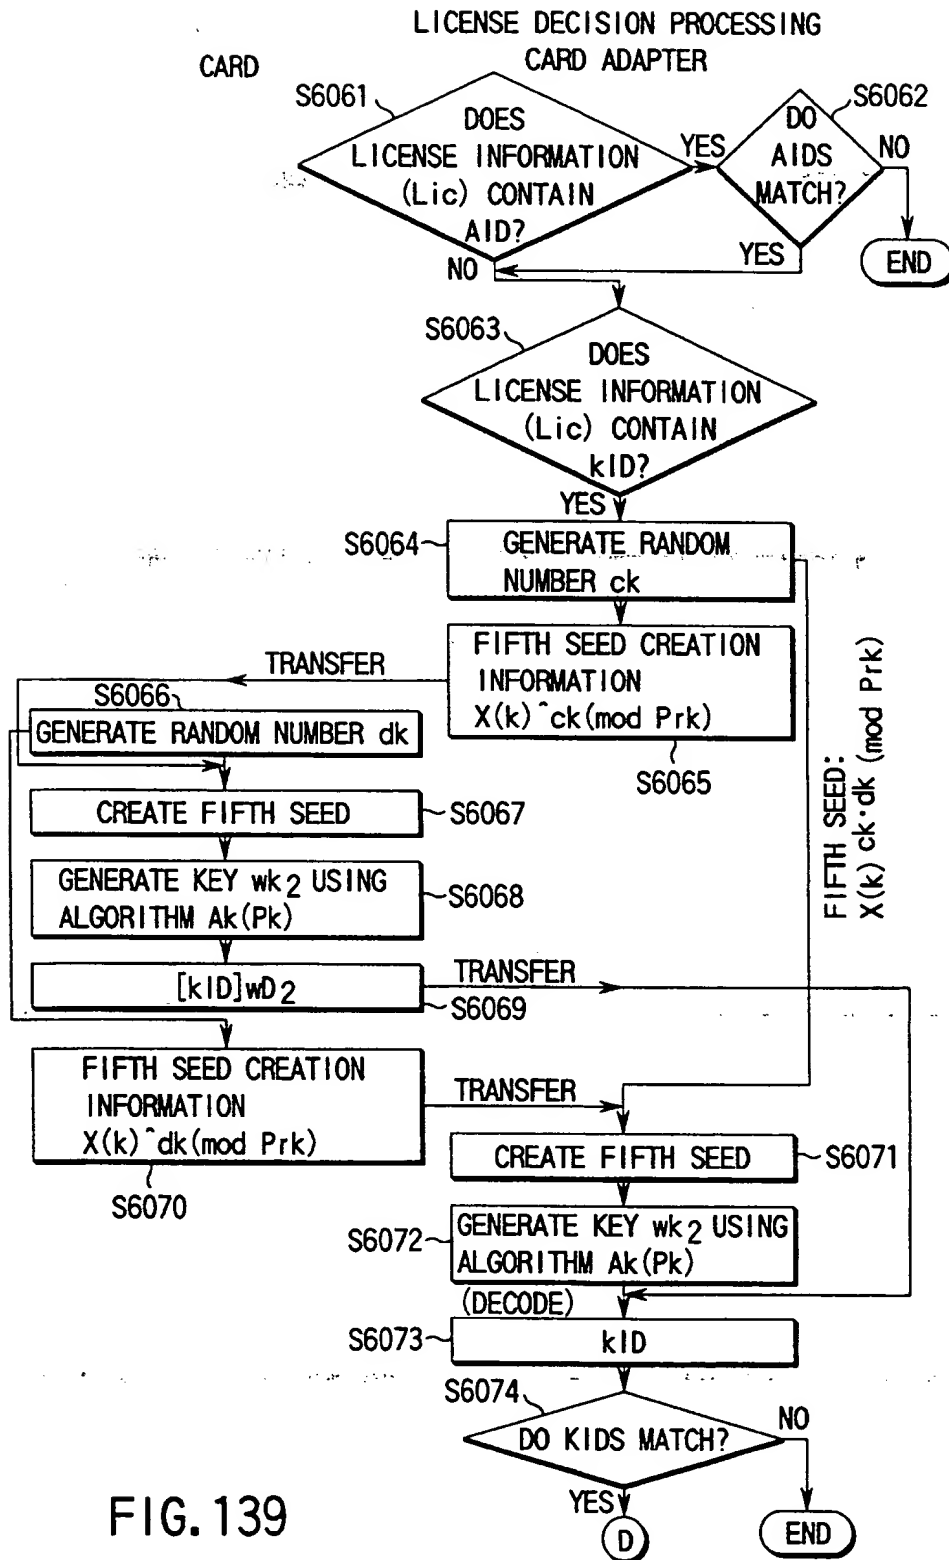 LICENSE DECISION PROCESSING
CARD
CARD ADAPTER
S6061
DOES
LICENSE INFORMATION
(Lic) CONTAIN
AID?
YES
NO
S6062
DO
AIDS
MATCH?
NO
YES
END
S6063
DOES
LICENSE INFORMATION
(Lic) CONTAIN
kID?
YES
S6064
GENERATE RANDOM
NUMBER ck
FIFTH SEED CREATION
INFORMATION
X(k)^ck(mod Prk)
S6065
TRANSFER
S6066
GENERATE RANDOM NUMBER dk
CREATE FIFTH SEED
S6067
GENERATE KEY wk2 USING
ALGORITHM Ak(Pk)
S6068
[kID]wD2
S6069
TRANSFER
FIFTH SEED:
X(k)^ck·dk (mod Prk)
FIFTH SEED CREATION
INFORMATION
X(k)^dk(mod Prk)
S6070
TRANSFER
CREATE FIFTH SEED
S6071
S6072
GENERATE KEY wk2 USING
ALGORITHM Ak(Pk)
(DECODE)
S6073
kID
S6074
DO KIDS MATCH?
NO
YES
D
END
FIG.139